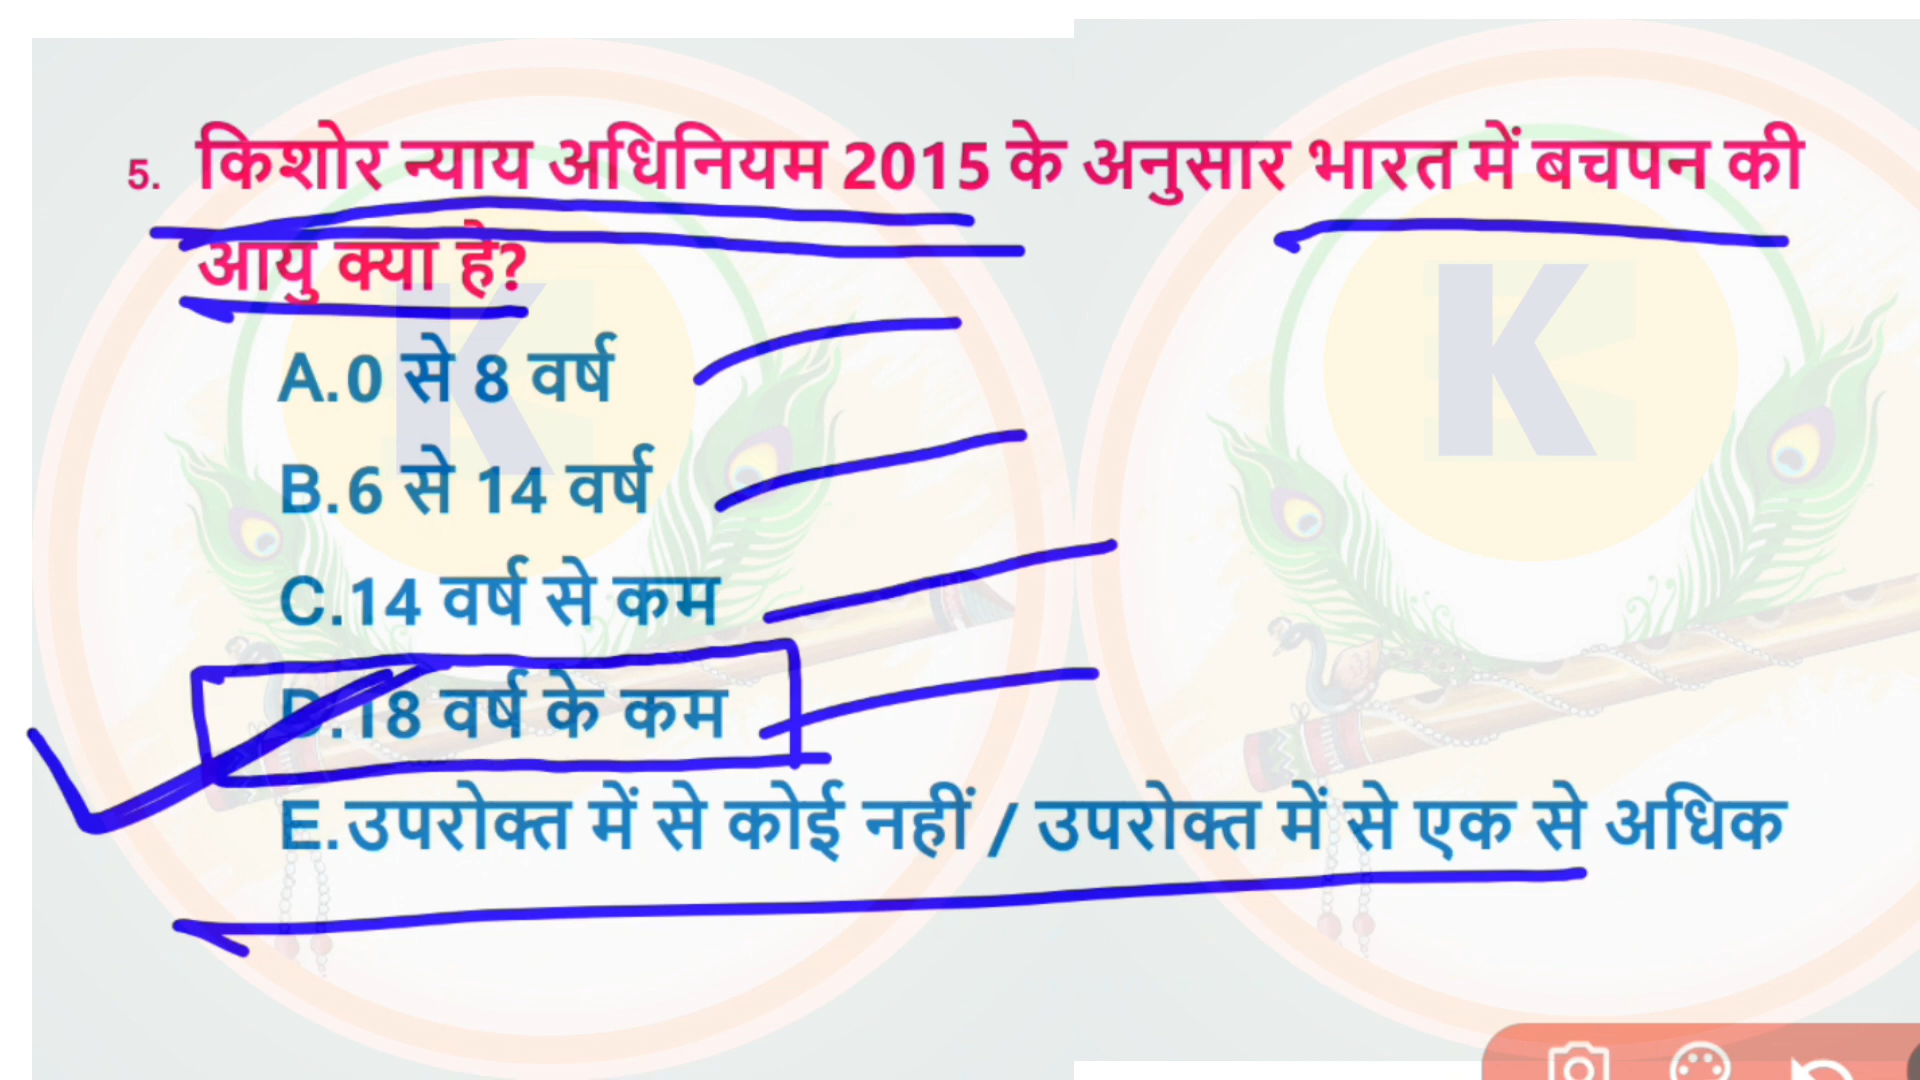 5. किशोर न्याय अधिनियम 2015 के अनुसार भारत में बचपन की
आयु क्या है?
A.0 से 8 वर्ष
B.6 से 14 वर्ष
C.14 वर्ष से कम
D.18 वर्ष के कम
E.उपरोक्त में से कोई नहीं / उपरोक्त में से एक से अधिक
K
K